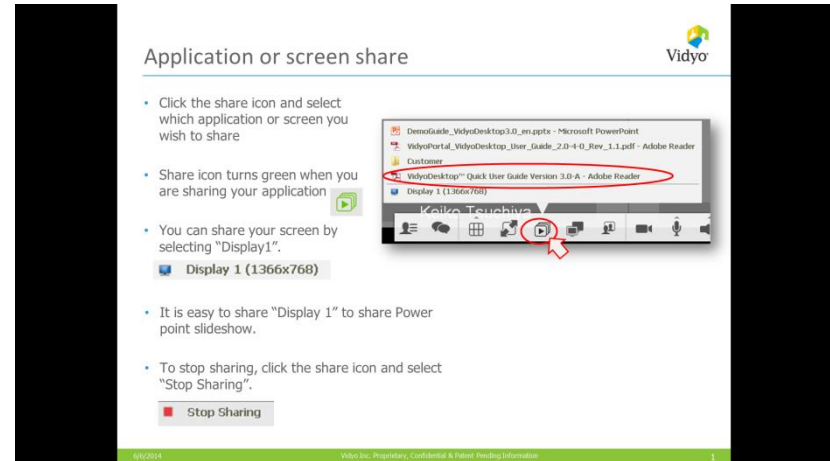 Application or screen share
Vidyo
• Click the share icon and select
which application or screen you
wish to share
• Share icon turns green when you
are sharing your application
• You can share your screen by
selecting “Display1”.
Display 1 (1366x768)
• It is easy to share “Display 1” to share Power
point slideshow.
• To stop sharing, click the share icon and select
“Stop Sharing”.
Stop Sharing
DemoGuide_VidyoDesktop3.0_en.pptx - Microsoft PowerPoint
VidyoPortal_VidyoDesktop_User_Guide_2.0-4-0_Rev_1.1.pdf - Adobe Reader
Customer
VidyoDesktop™ Quick User Guide Version 3.0-A - Adobe Reader
Display 1 (1366x768)
Keiko Tsuchiya
6/6/2014
Vidyo Inc. Proprietary, Confidential & Patent Pending Information
1